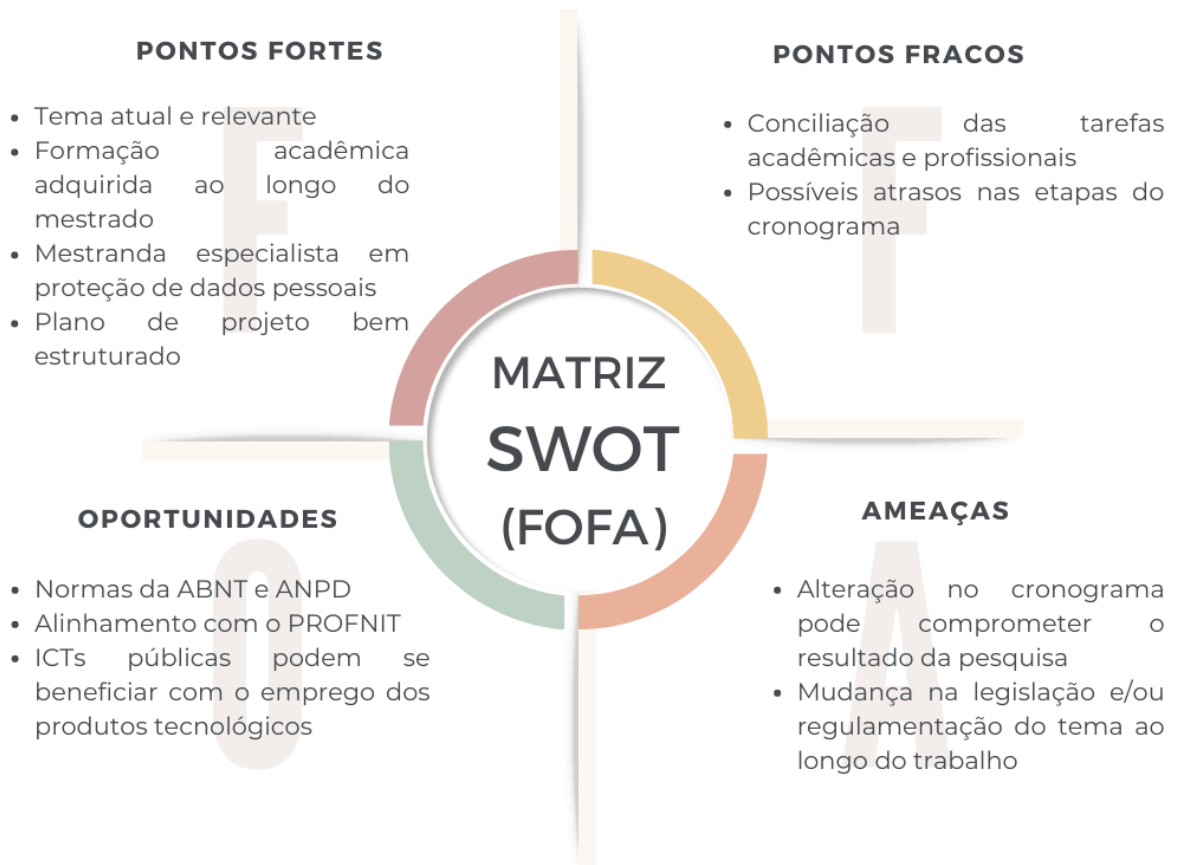 PONTOS FORTES
• Tema atual e relevante
• Formação acadêmica
adquirida ao longo do
mestrado
• Mestranda especialista em
proteção de dados pessoais
• Plano de projeto bem
estruturado
F
PONTOS FRACOS
• Conciliação das tarefas
acadêmicas e profissionais
• Possíveis atrasos nas etapas do
cronograma
F
MATRIZ
SWOT
(FOFA)
OPORTUNIDADES
• Normas da ABNT e ANPD
• Alinhamento com o PROFNIT
• ICTs públicas podem se
beneficiar com o emprego dos
produtos tecnológicos
O
AMEAÇAS
• Alteração no cronograma
pode comprometer o
resultado da pesquisa
• Mudança na legislação e/ou
regulamentação do tema ao
longo do trabalho
A